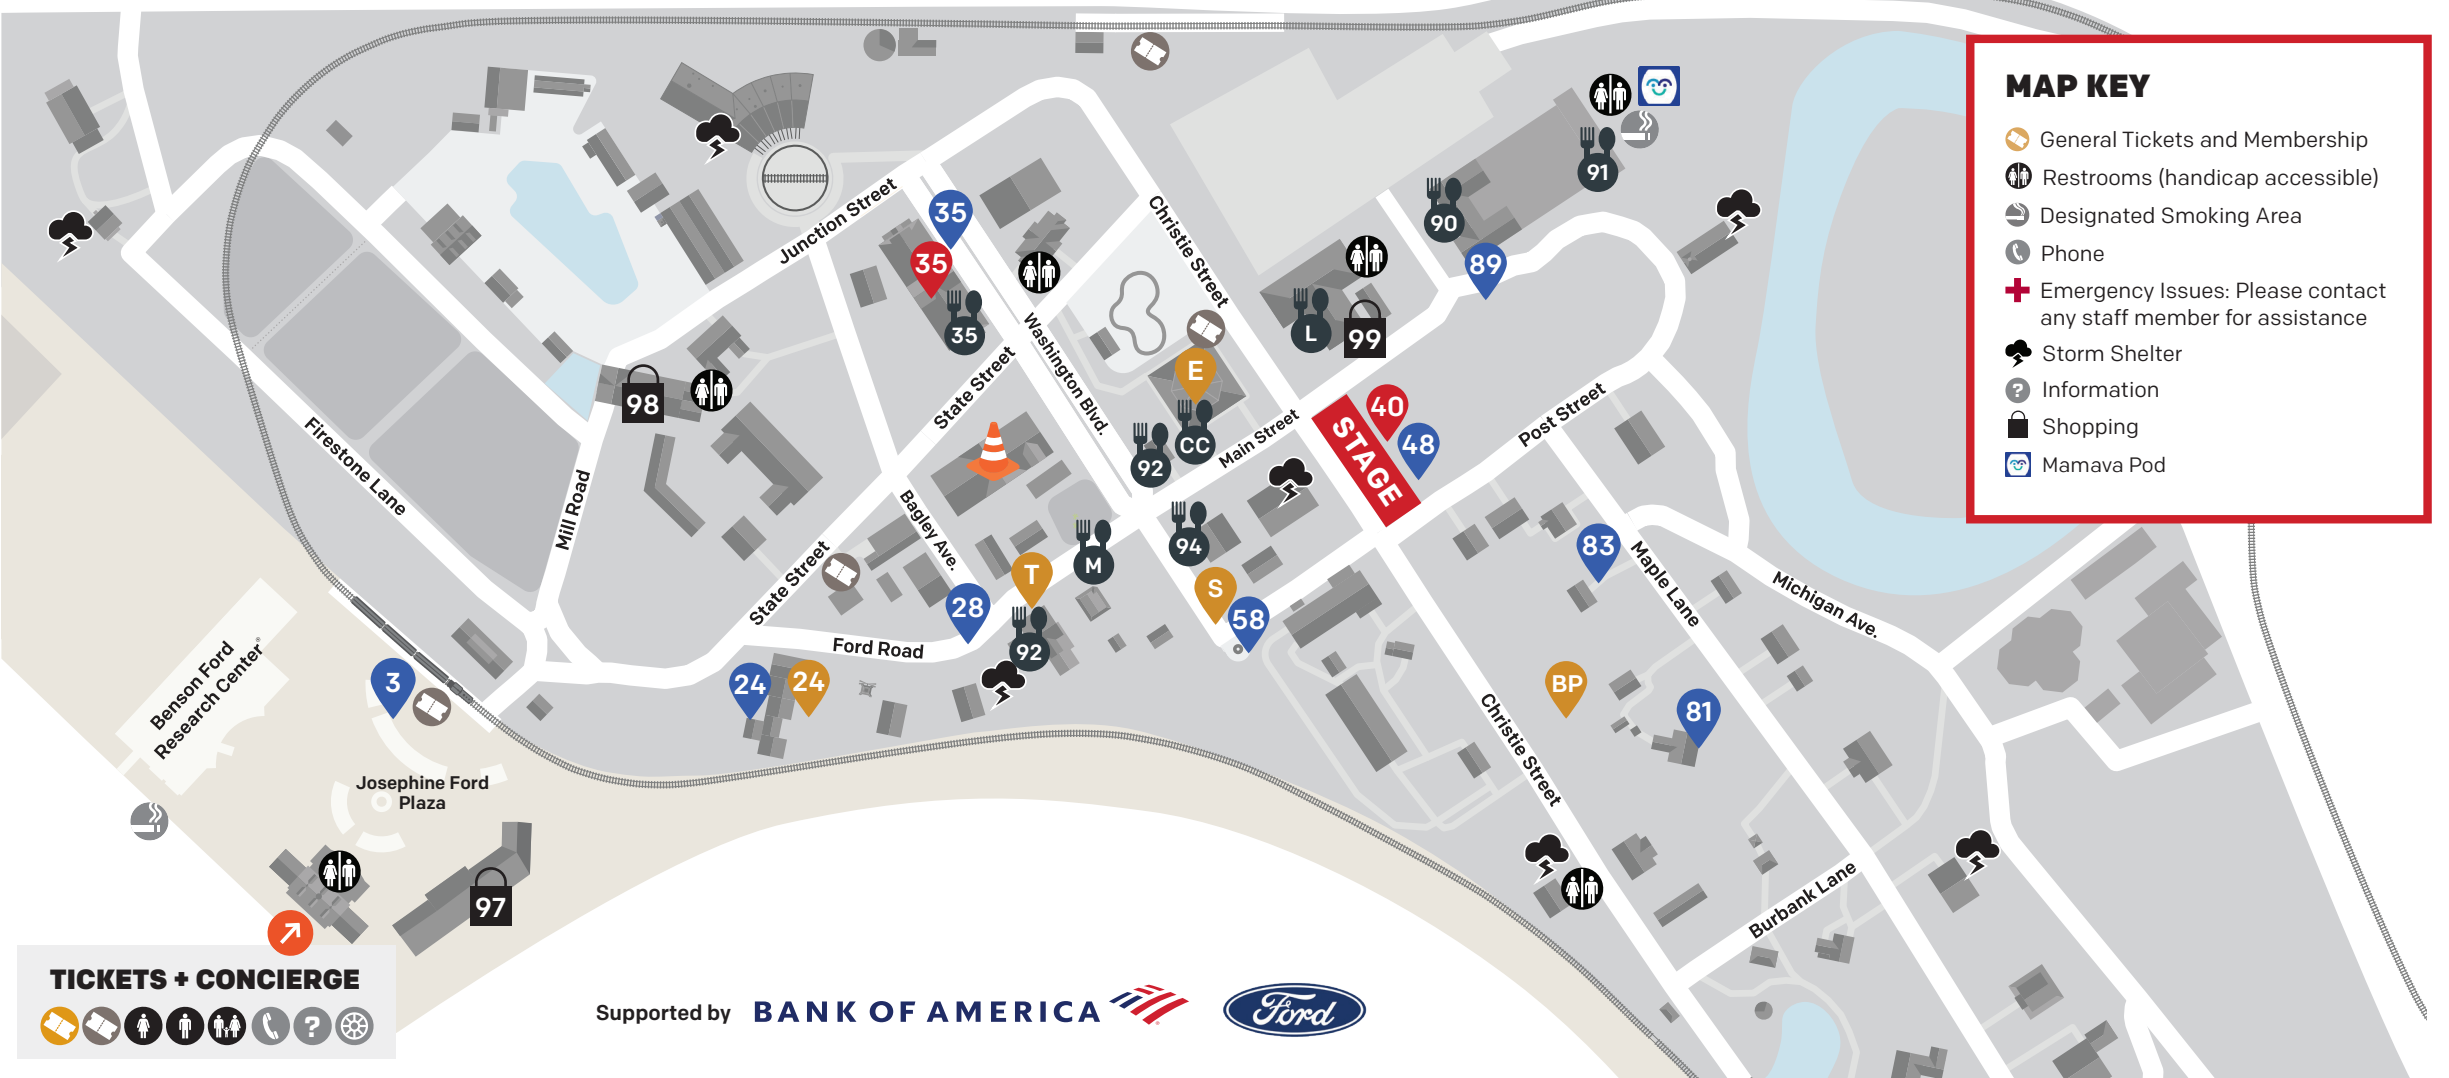 MAP KEY
General Tickets and Membership
Restrooms (handicap accessible)
Designated Smoking Area
Phone
Emergency Issues: Please contact
any staff member for assistance
Storm Shelter
? Information
Shopping
Mamava Pod
91
90
89
35
35
35
Junction Street
Christie Street
Washington Blvd.
State Street
L
99
E
CC
92
Main Street
STAGE
40
48
Post Street
98
Firestone Lane
Mill Road
Bagley Ave.
State Street
94
M
T
92
28
S
58
Ford Road
83
Maple Lane
Michigan Ave.
BP
81
Christie Street
Burbank Lane
Benson Ford
Research Center®
3
24
24
Josephine Ford
Plaza
97
TICKETS + CONCIERGE
?
Supported by
BANK OF AMERICA
Ford